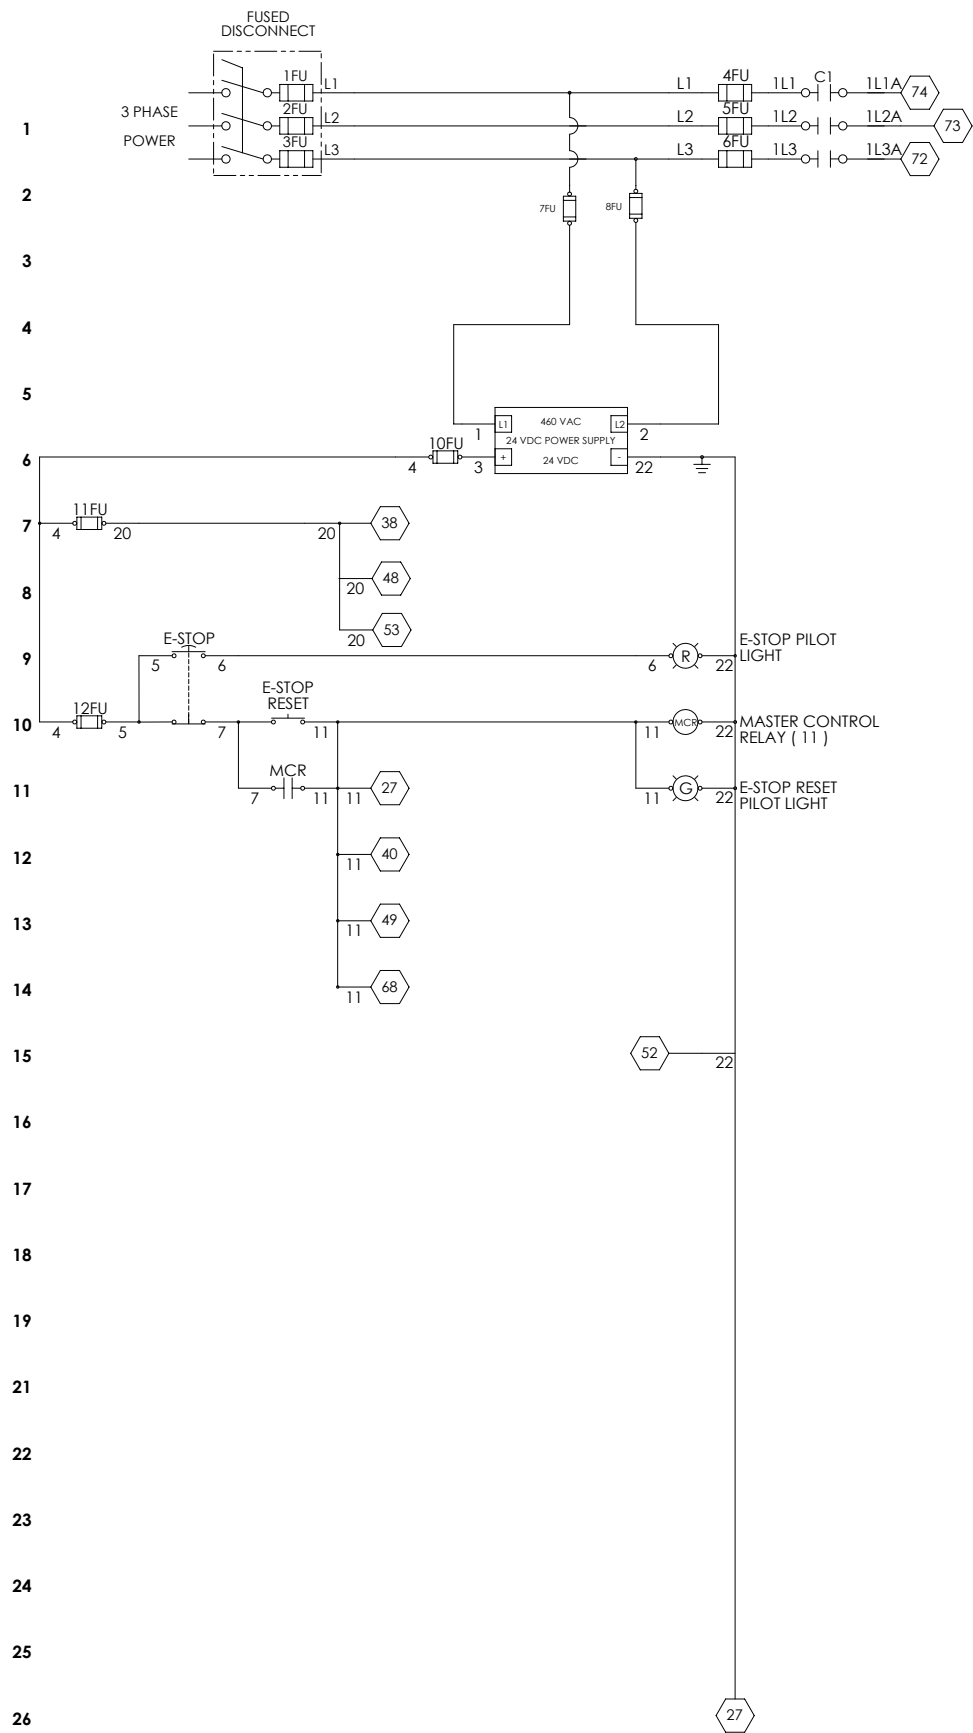 FUSED
DISCONNECT
1FU L1 L1 4FU 1L1 C1 1L1A 74
3 PHASE
POWER
1 2FU L2 L2 5FU 1L2 1L2A 73
3FU L3 L3 6FU 1L3 1L3A 72
2
7FU 8FU
3
4
5
L1 460 VAC L2
1 24 VDC POWER SUPPLY 2
6 4 10FU 3 + 24 VDC - 22
7 4 11FU 20 20 38
8 20 48
20 53
9 E-STOP 5 6 6 R 22 E-STOP PILOT
LIGHT
E-STOP
RESET
10 4 12FU 5 7 11 11 MCR 22 MASTER CONTROL
RELAY ( 11 )
11 MCR 7 11 11 27 11 G 22 E-STOP RESET
PILOT LIGHT
12 11 40
13 11 49
14 11 68
15 52 22
16
17
18
19
21
22
23
24
25
26 27